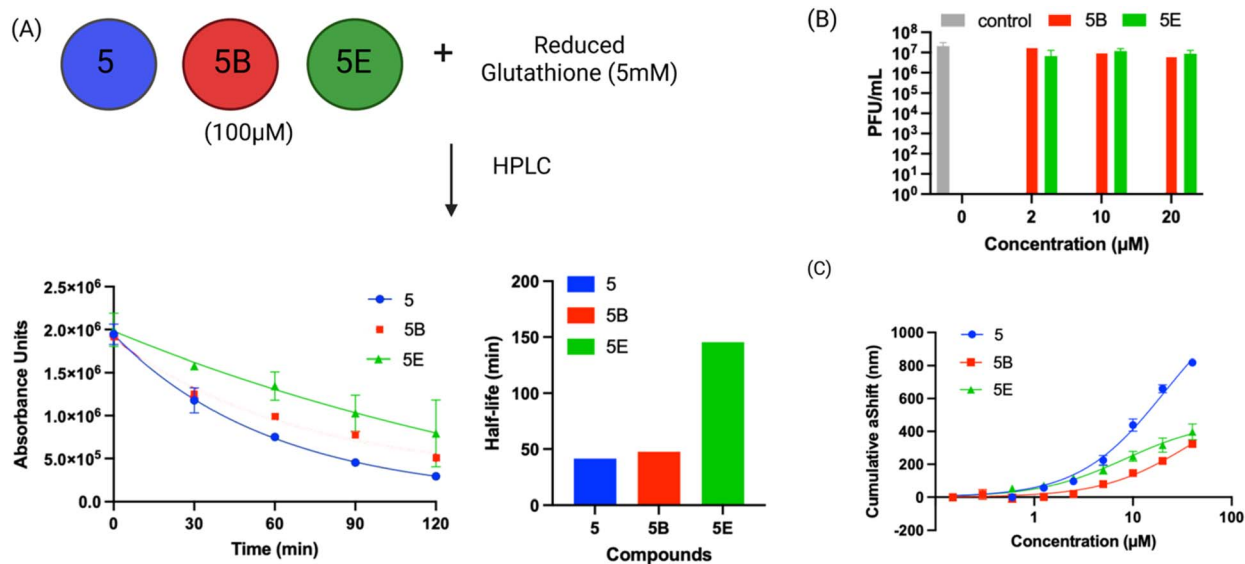 (A)
5
5B
5E
+
Reduced
Glutathione (5mM)
(100μM)
HPLC
2.5×10⁶
2.0×10⁶
1.5×10⁶
1.0×10⁶
5.0×10⁵
0.0
Absorbance Units
0
30
60
90
120
Time (min)
5
5B
5E
200
150
100
50
0
Half-life (min)
5
5B
5E
5
5B
5E
Compounds
(B)
control
5B
5E
10⁸
10⁷
10⁶
10⁵
10⁴
10³
10²
10¹
10⁰
PFU/mL
0
2
10
20
Concentration (μM)
(C)
1000
800
600
400
200
0
-200
Cumulative aShift (nm)
5
5B
5E
1
10
100
Concentration (μM)